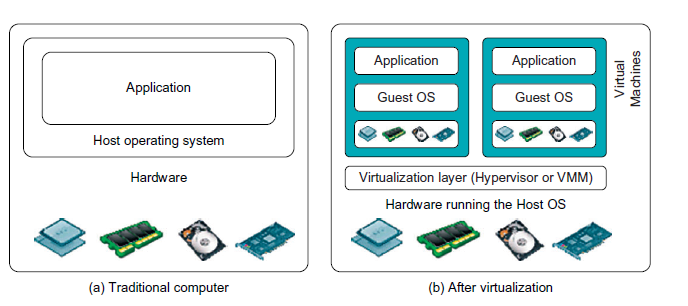 Application
Host operating system
Hardware
(a) Traditional computer
Application
Guest OS
Application
Guest OS
Virtual
Machines
Virtualization layer (Hypervisor or VMM)
Hardware running the Host OS
(b) After virtualization